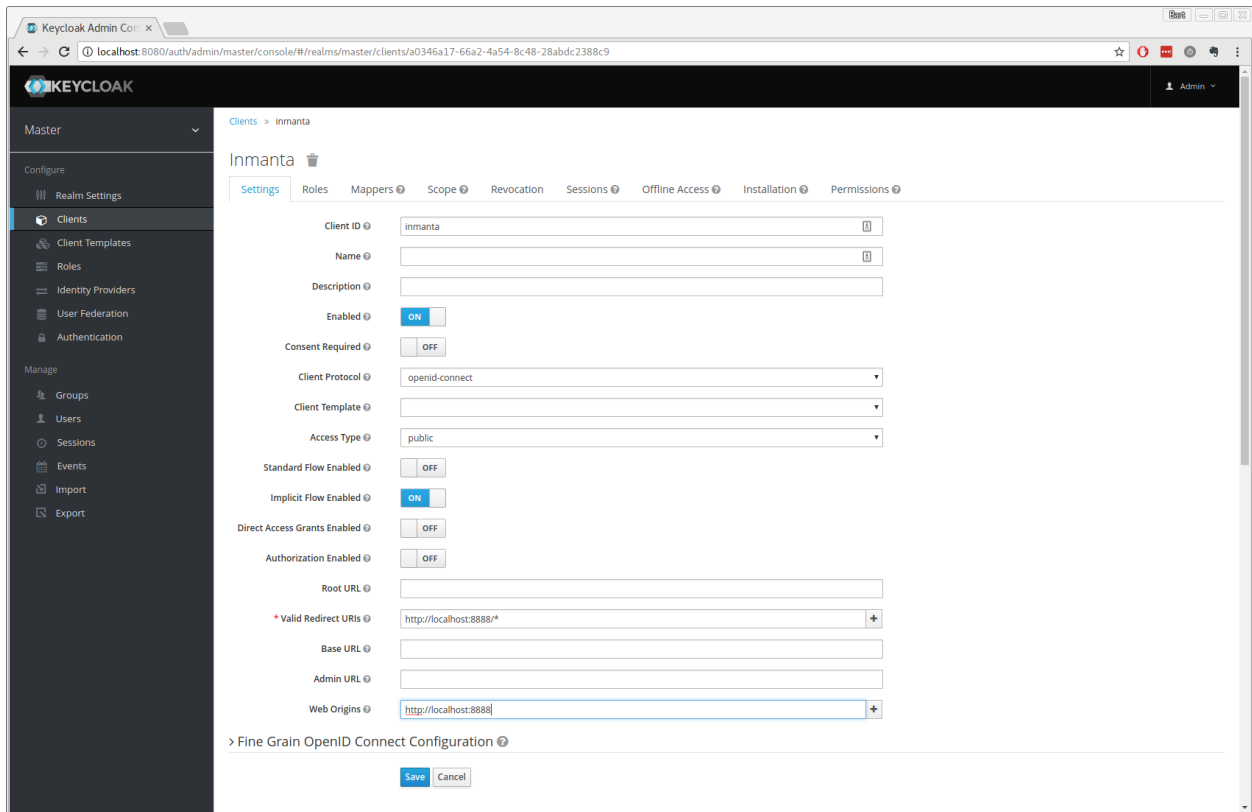 Bart
Keycloak Admin Con
localhost:8080/auth/admin/master/console/#/realms/master/clients/a0346a17-66a2-4a54-8c48-28abdc2388c9
KEYCLOAK
Admin
Master
Configure
Realm Settings
Clients
Client Templates
Roles
Identity Providers
User Federation
Authentication
Manage
Groups
Users
Sessions
Events
Import
Export
Clients » inmanta
Inmanta
Settings Roles Mappers Scope Revocation Sessions Offline Access Installation Permissions
Client ID inmanta
Name
Description
Enabled ON
Consent Required OFF
Client Protocol openid-connect
Client Template
Access Type public
Standard Flow Enabled OFF
Implicit Flow Enabled ON
Direct Access Grants Enabled OFF
Authorization Enabled OFF
Root URL
* Valid Redirect URIs http://localhost:8888/*
Base URL
Admin URL
Web Origins http://localhost:8888
Fine Grain OpenID Connect Configuration
Save Cancel